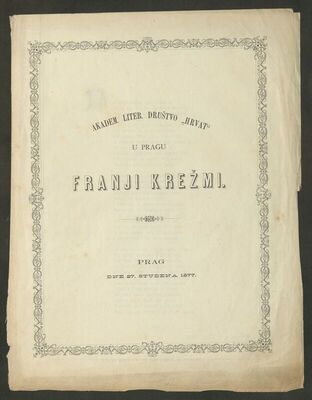 AKADEM. LITER. DRUŠTVO „HRVAT“
U PRAGU
FRANJI KREŽMI.
PRAG
DNE 27. STUDENA 1877.